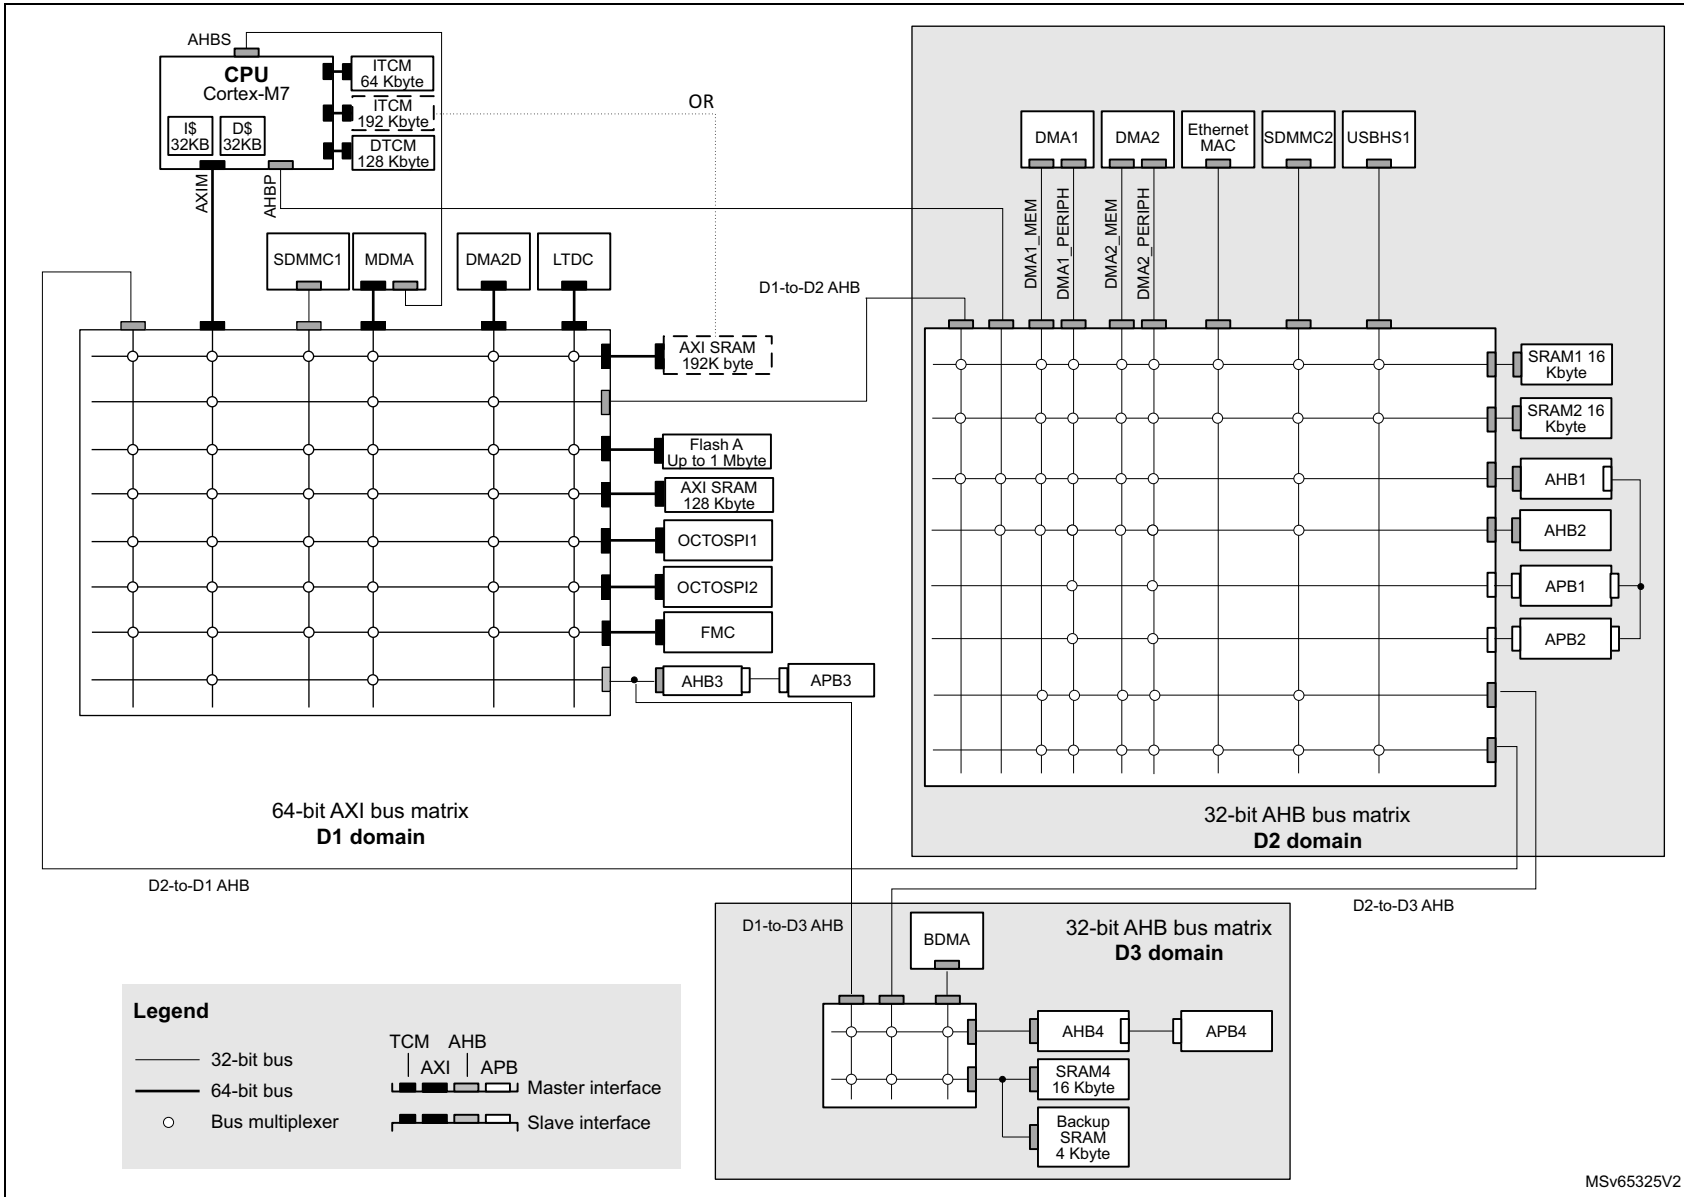 AHBS
CPU
Cortex-M7
I$
32KB
D$
32KB
ITCM
64 Kbyte
ITCM
192 Kbyte
DTCM
128 Kbyte
OR
AXIM
AHBP
SDMMC1
MDMA
DMA2D
LTDC
AXI SRAM
192K byte
Flash A
Up to 1 Mbyte
AXI SRAM
128 Kbyte
OCTOSPI1
OCTOSPI2
FMC
AHB3
APB3
64-bit AXI bus matrix
D1 domain
D1-to-D2 AHB
DMA1
DMA2
Ethernet
MAC
SDMMC2
USBHS1
DMA1_MEM
DMA1_PERIPH
DMA2_MEM
DMA2_PERIPH
SRAM1 16
Kbyte
SRAM2 16
Kbyte
AHB1
AHB2
APB1
APB2
32-bit AHB bus matrix
D2 domain
D2-to-D1 AHB
D2-to-D3 AHB
D1-to-D3 AHB
BDMA
32-bit AHB bus matrix
D3 domain
AHB4
APB4
SRAM4
16 Kbyte
Backup
SRAM
4 Kbyte
Legend
32-bit bus
64-bit bus
Bus multiplexer
TCM AHB
AXI APB
Master interface
Slave interface
MSv65325V2